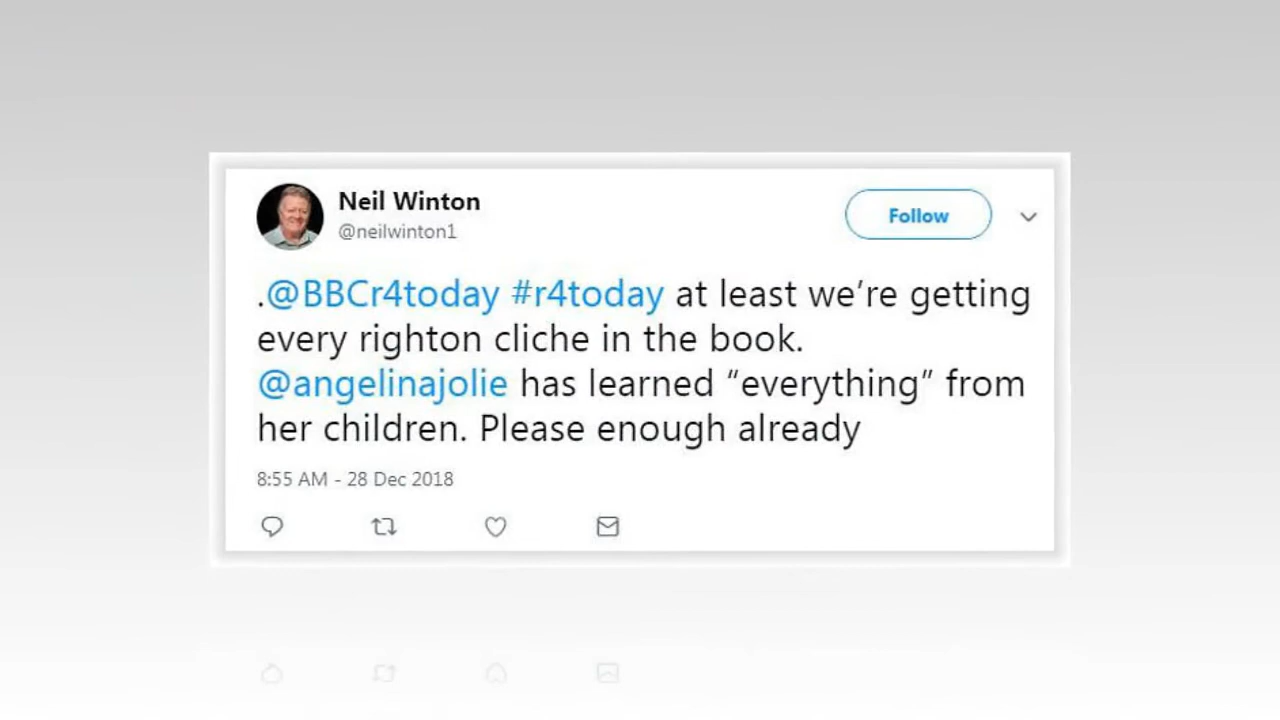 Neil Winton
@neilwinton1
Follow
.@BBCr4today #r4today at least we’re getting
every righton cliche in the book.
@angelinajolie has learned “everything” from
her children. Please enough already
8:55 AM - 28 Dec 2018